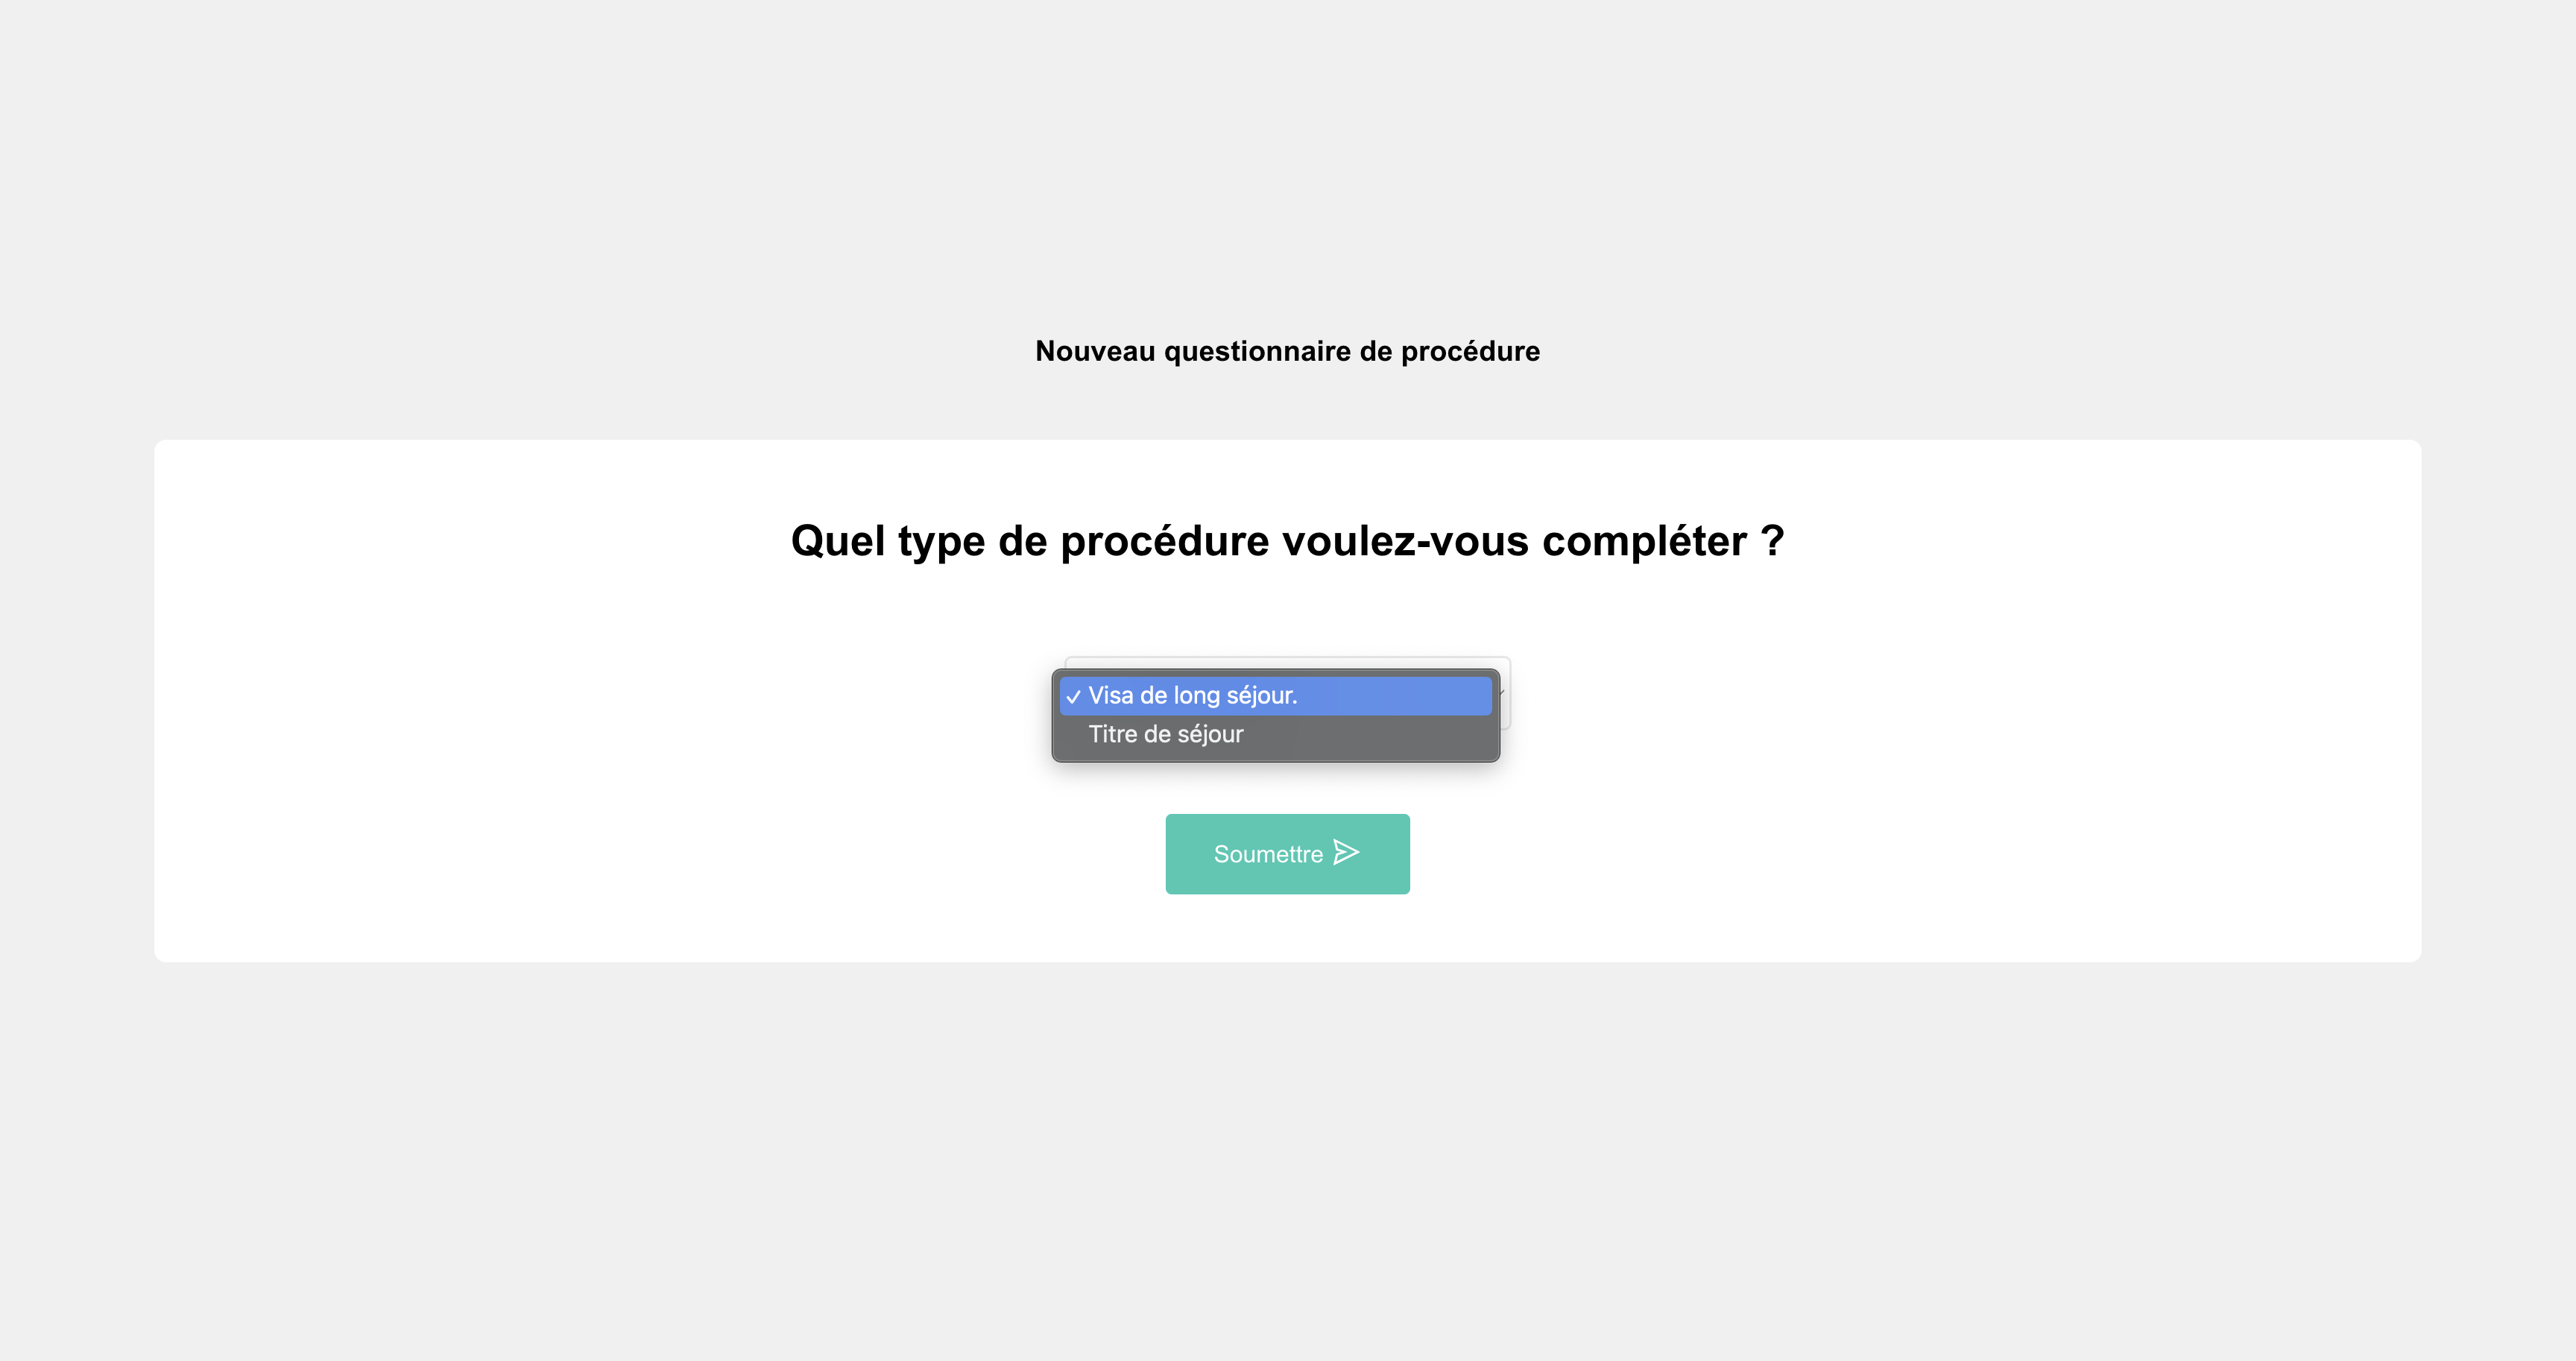 Nouveau questionnaire de procédure
Quel type de procédure voulez-vous compléter ?
Visa de long séjour.
Titre de séjour
Soumettre